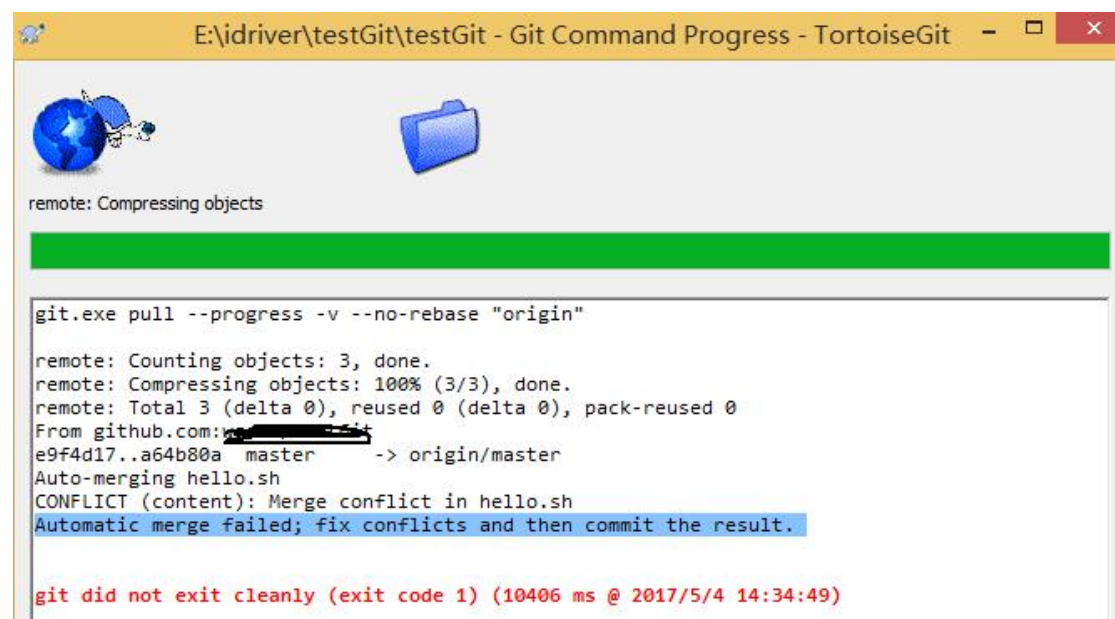 E:\idriver\testGit\testGit - Git Command Progress - TortoiseGit
remote: Compressing objects
git.exe pull --progress -v --no-rebase "origin"
remote: Counting objects: 3, done.
remote: Compressing objects: 100% (3/3), done.
remote: Total 3 (delta 0), reused 0 (delta 0), pack-reused 0
From github.com:
e9f4d17..a64b80a master -> origin/master
Auto-merging hello.sh
CONFLICT (content): Merge conflict in hello.sh
Automatic merge failed; fix conflicts and then commit the result.
git did not exit cleanly (exit code 1) (10406 ms @ 2017/5/4 14:34:49)